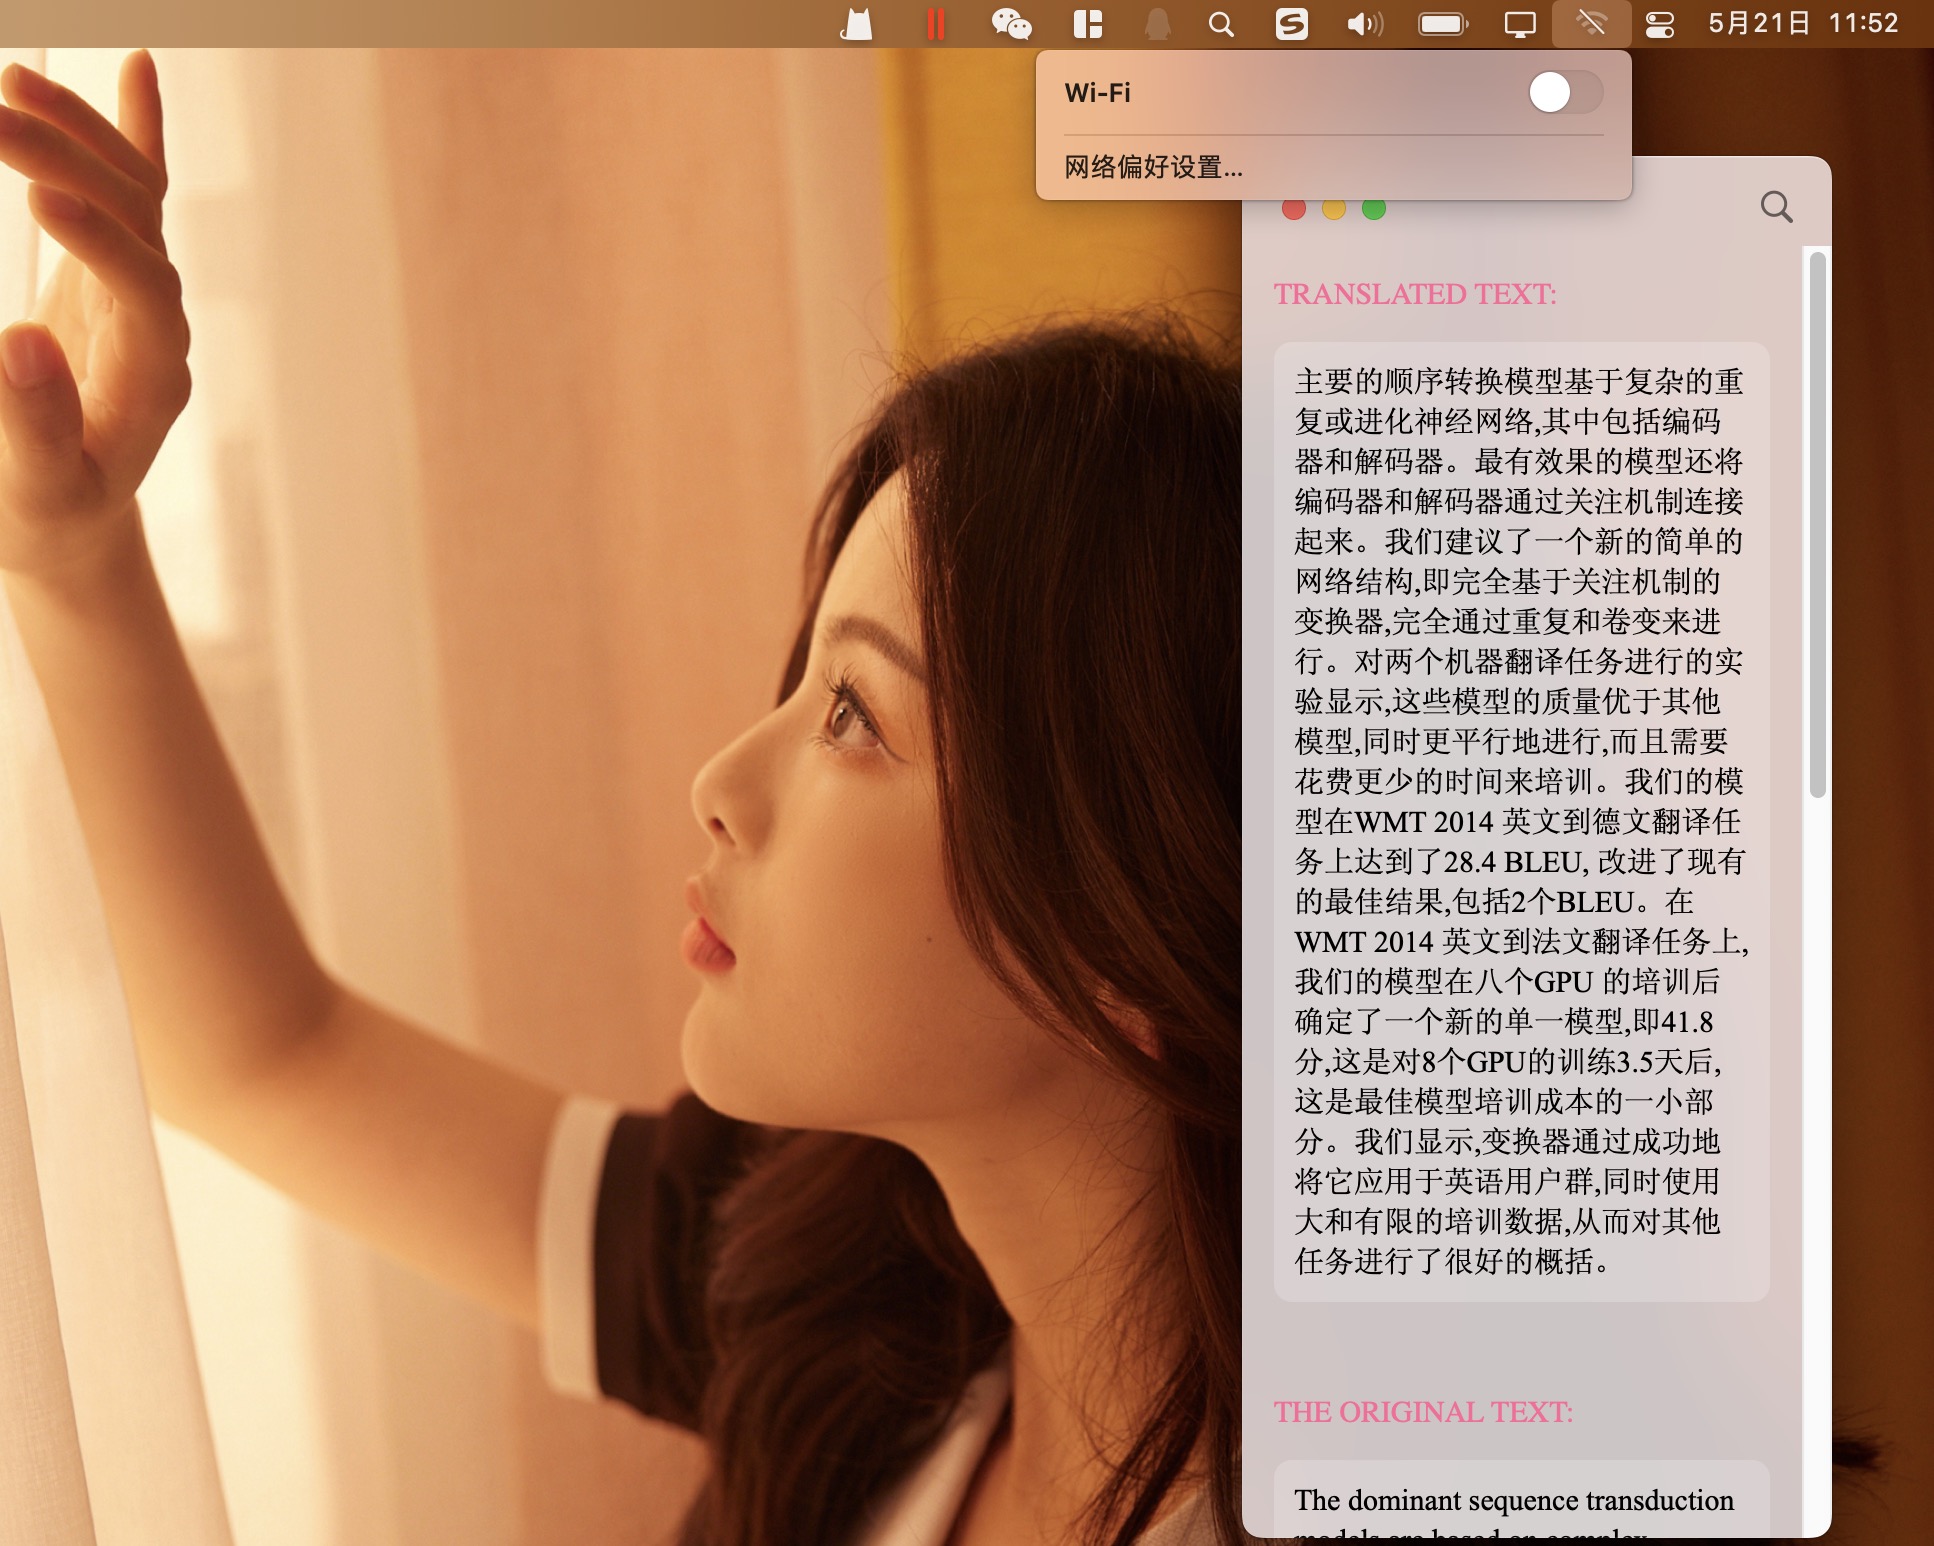 5月21日 11:52
Wi-Fi
网络偏好设置...
TRANSLATED TEXT:
主要的顺序转换模型基于复杂的重
复或进化神经网络,其中包括编码
器和解码器。最有效果的模型还将
编码器和解码器通过关注机制连接
起来。我们建议了一个新的简单的
网络结构,即完全基于关注机制的
变换器,完全通过重复和卷变来进
行。对两个机器翻译任务进行的实
验显示,这些模型的质量优于其他
模型,同时更平行地进行,而且需要
花费更少的时间来培训。我们的模
型在WMT 2014 英文到德文翻译任
务上达到了28.4 BLEU, 改进了现有
的最佳结果,包括2个BLEU。在
WMT 2014 英文到法文翻译任务上,
我们的模型在八个GPU 的培训后
确定了一个新的单一模型,即41.8
分,这是对8个GPU的训练3.5天后,
这是最佳模型培训成本的一小部
分。我们显示,变换器通过成功地
将它应用于英语用户群,同时使用
大和有限的培训数据,从而对其他
任务进行了很好的概括。
THE ORIGINAL TEXT:
The dominant sequence transduction
models are based on complex